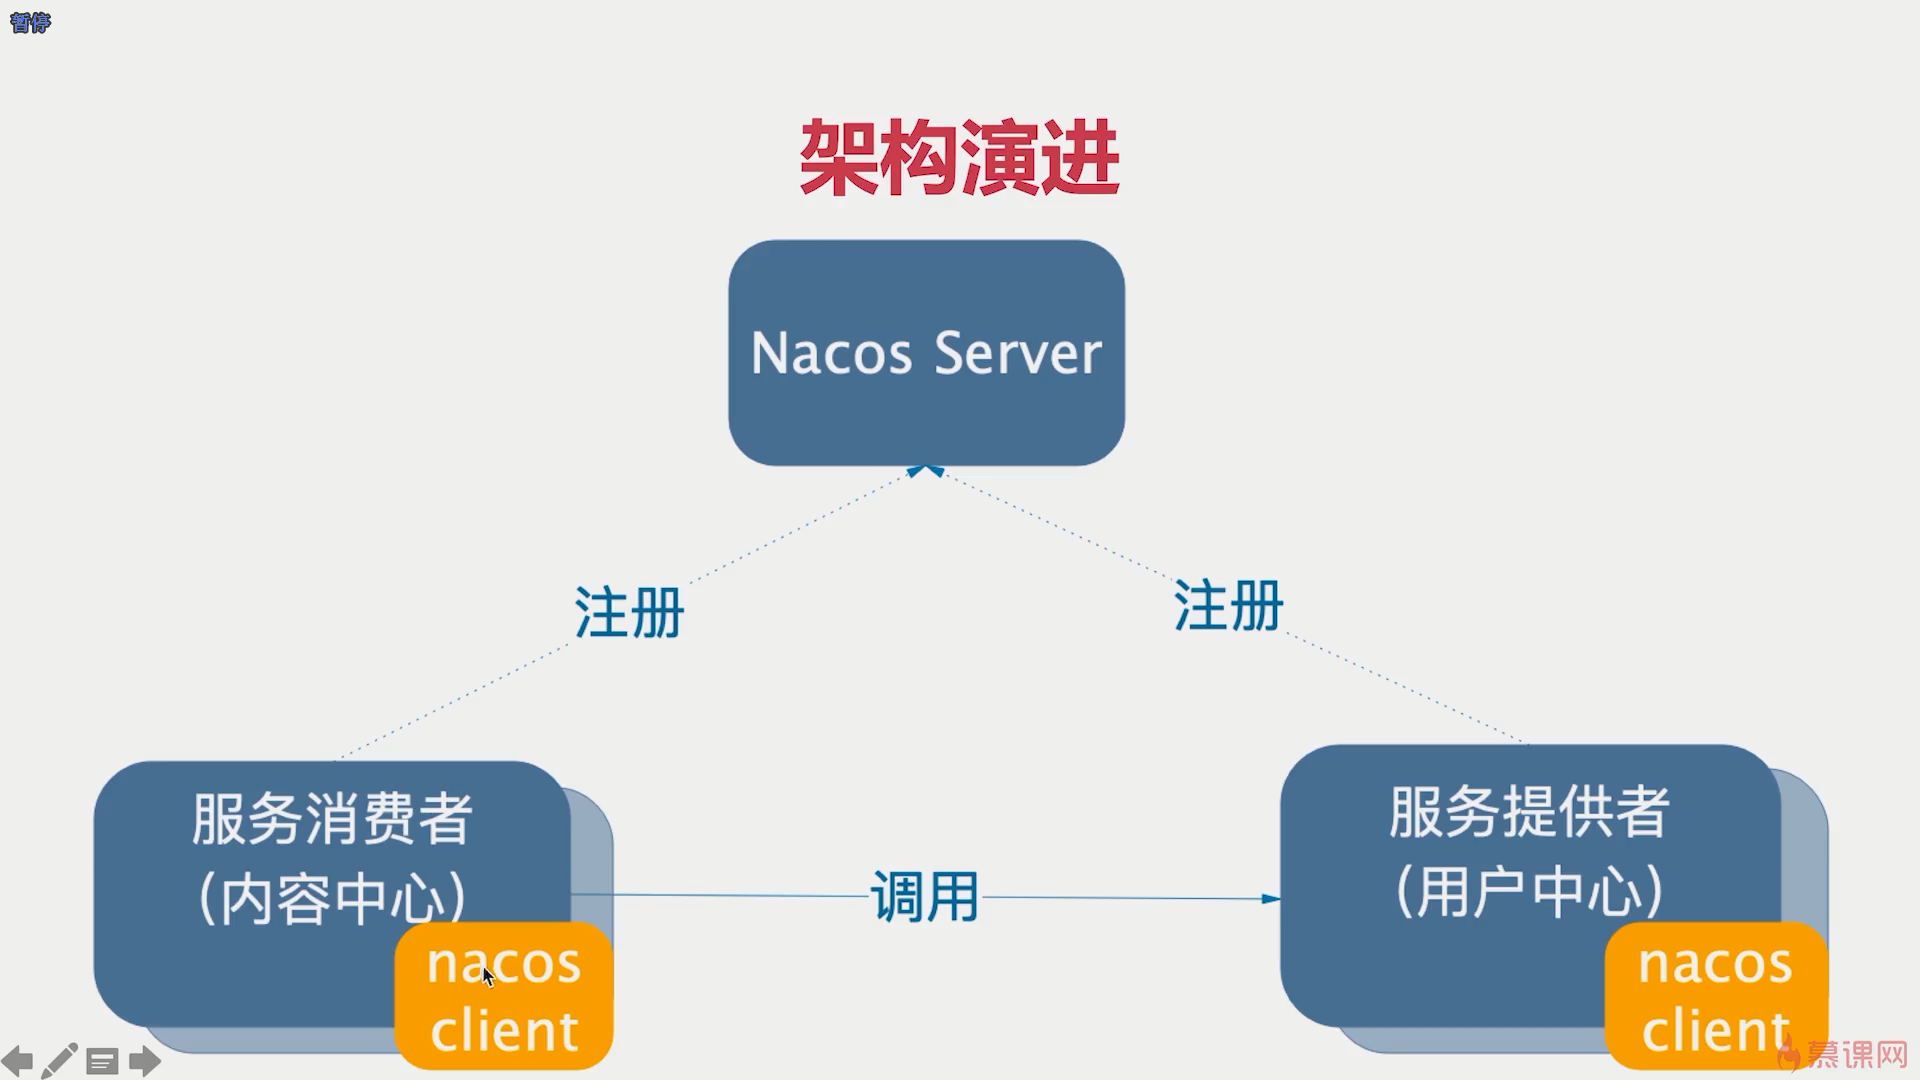 暂停
架构演进
Nacos Server
注册
注册
服务消费者
(内容中心)
调用
服务提供者
(用户中心)
nacos
client
nacos
client
慕课网